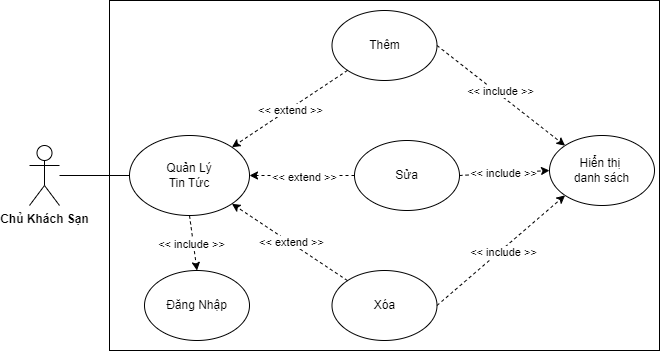 Thêm
<< include >>
<< extend >>
Quản Lý
Tin Tức
<< extend >>
Sửa
<< include >>
Hiển thị
danh sách
Chủ Khách Sạn
<< include >>
<< extend >>
<< include >>
Đăng Nhập
Xóa